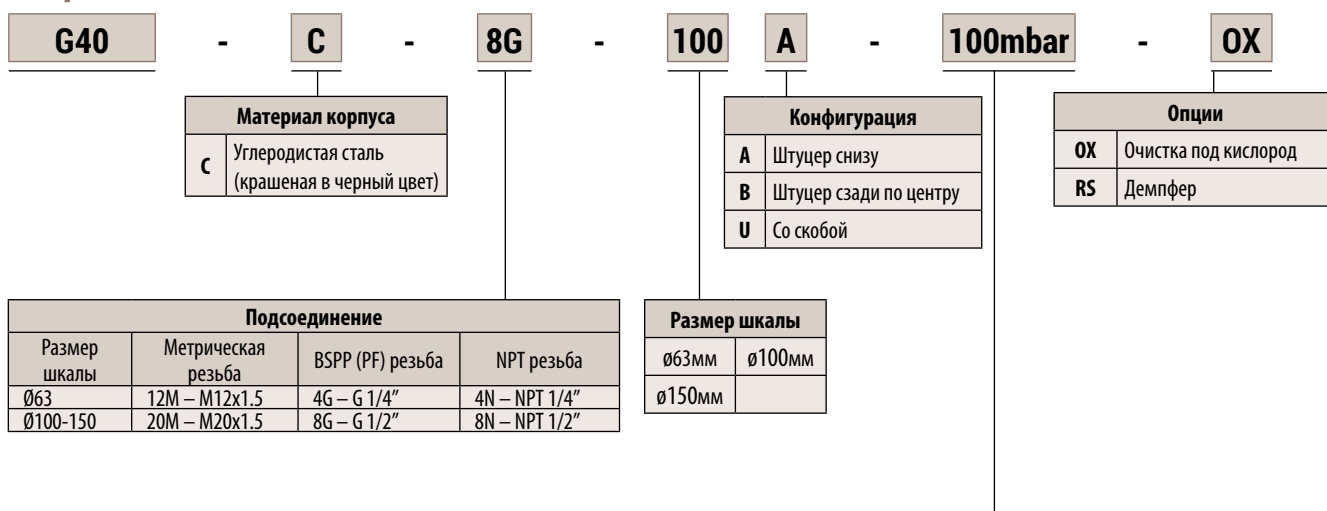 G40 - C - 8G - 100 A - 100mbar - OX
Материал корпуса
C Углеродистая сталь
(крашеная в черный цвет)
Конфигурация
A Штуцер снизу
B Штуцер сзади по центру
U Со скобой
Опции
OX Очистка под кислород
RS Демпфер
Подсоединение
Размер шкалы Метрическая резьба BSPP (PF) резьба NPT резьба
Ø63 12M – M12x1.5 4G – G 1/4" 4N – NPT 1/4"
Ø100-150 20M – M20x1.5 8G – G 1/2" 8N – NPT 1/2"
Размер шкалы
ø63мм ø100мм
ø150мм